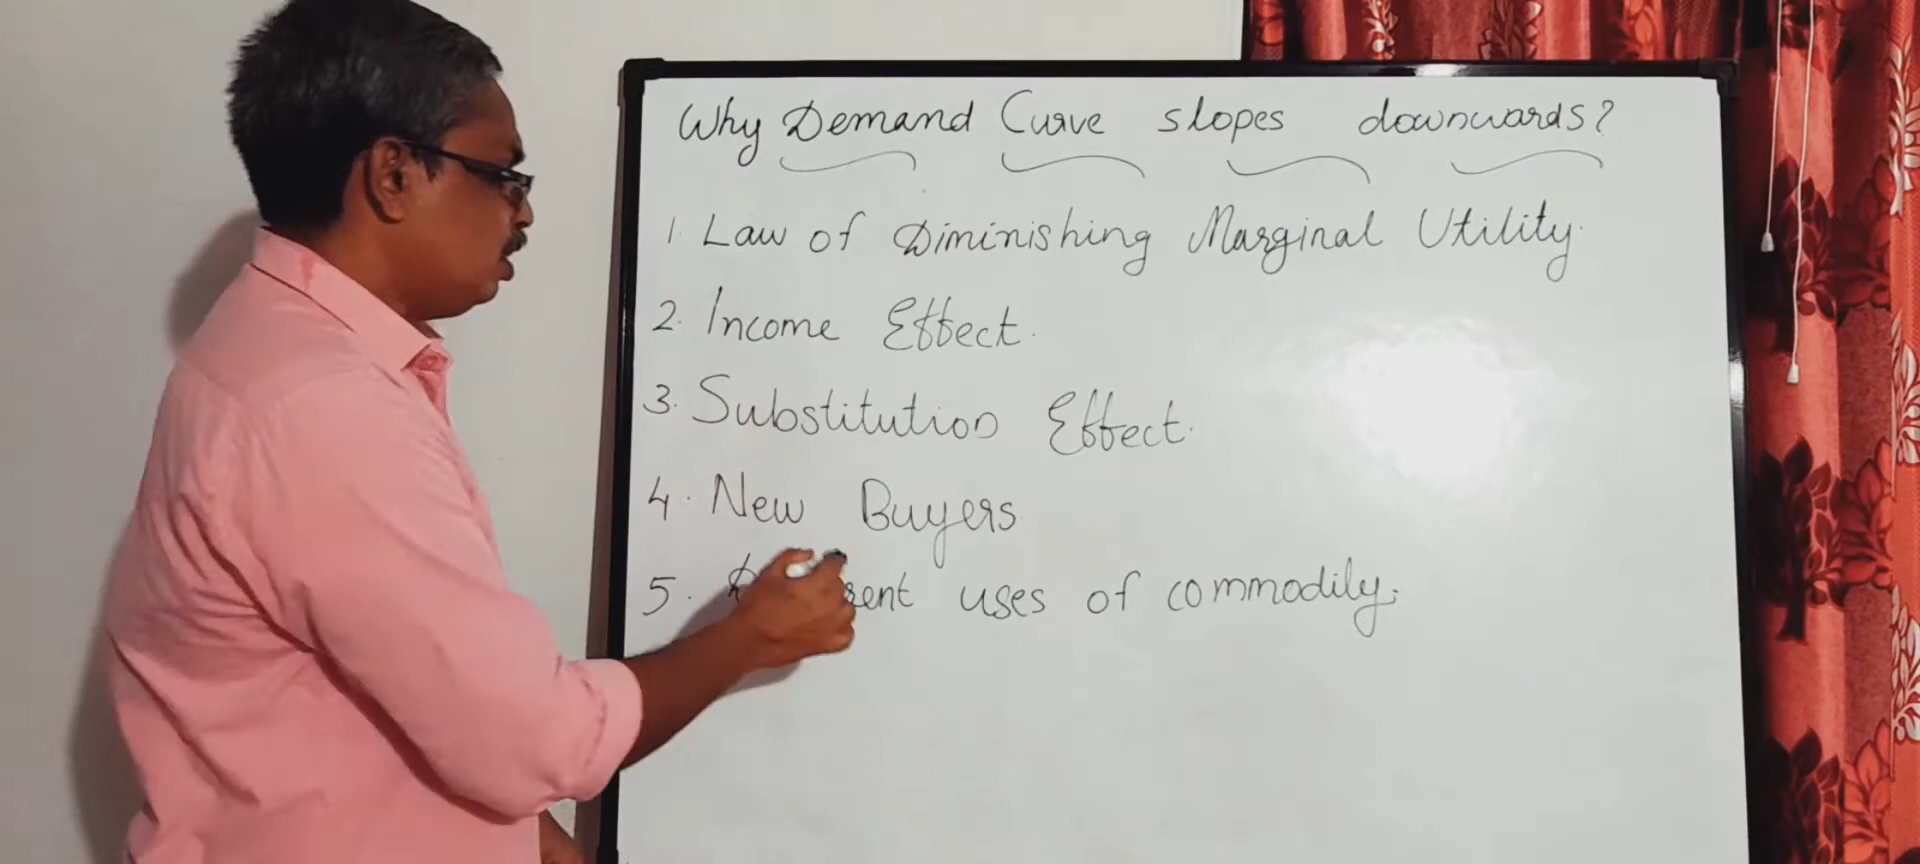 Why Demand Curve slopes downwards?
1. Law of Diminishing Marginal Utility.
2. Income Effect.
3. Substitution Effect.
4. New Buyers
5. uses of commodity.